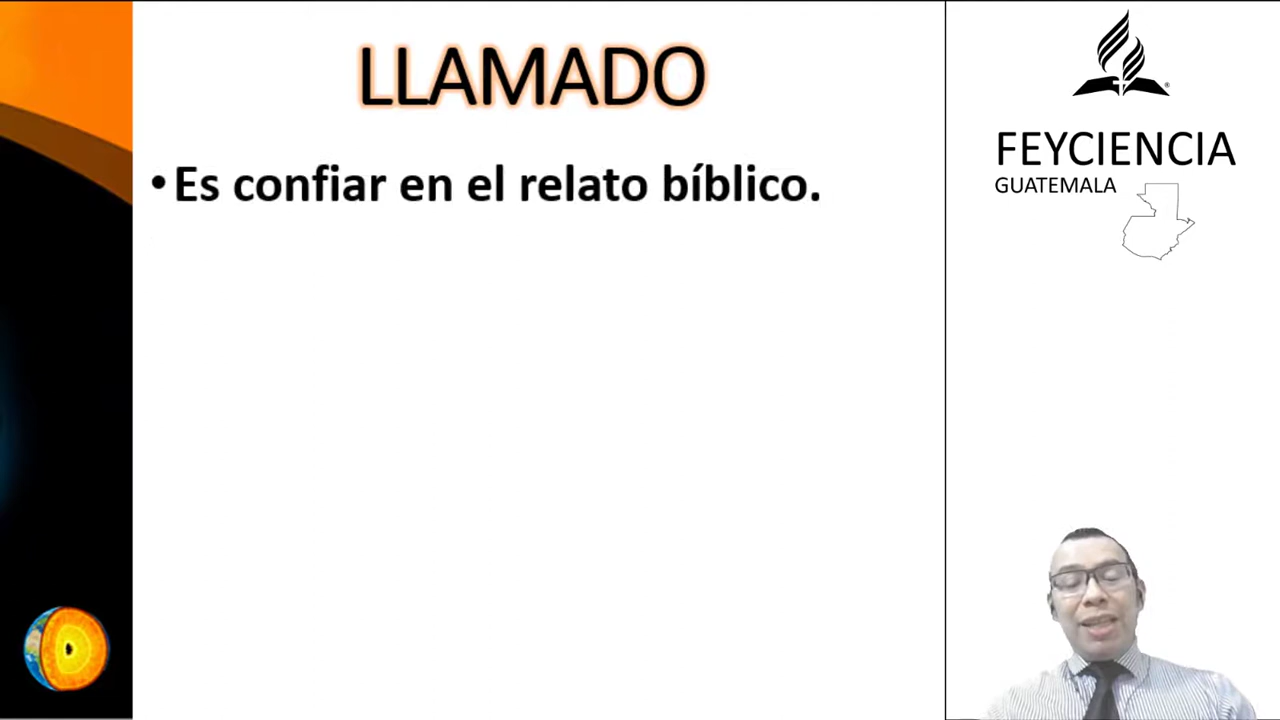 LLAMADO
• Es confiar en el relato bíblico.
FEYCIENCIA
GUATEMALA